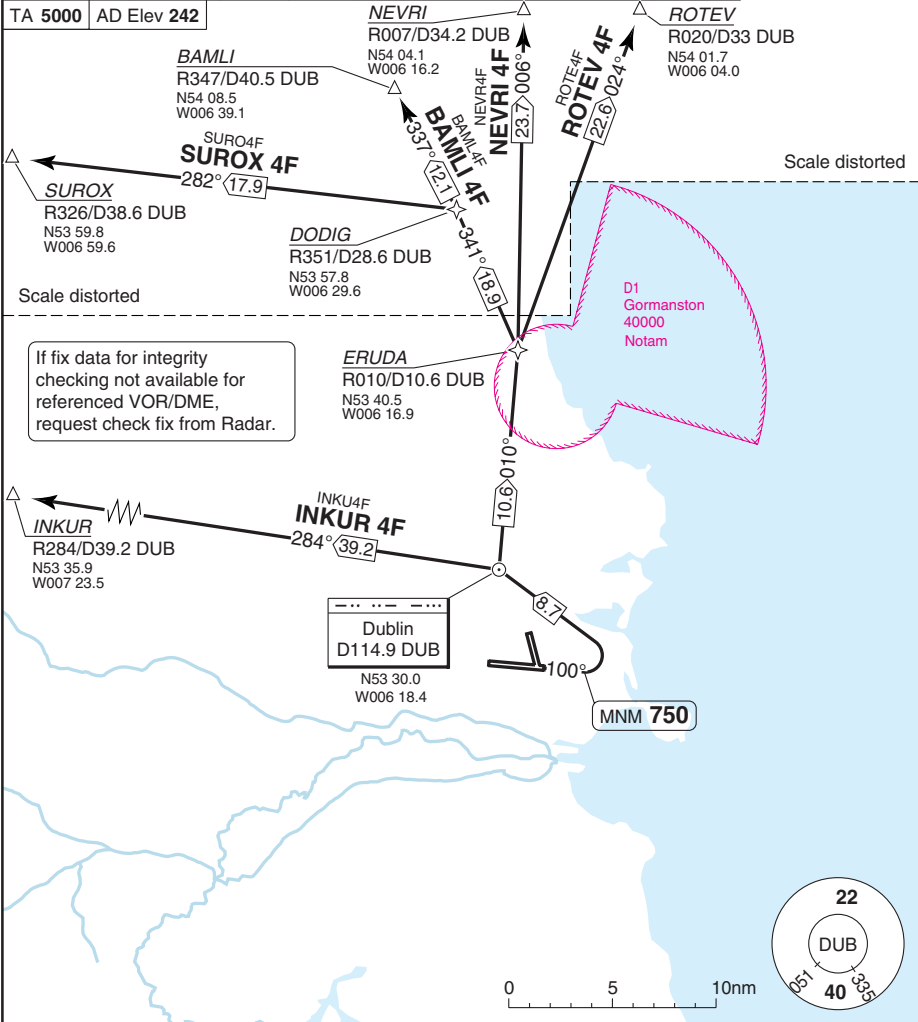 TA 5000 AD Elev 242
NEVRI
R007/D34.2 DUB
N54 04.1
W006 16.2
ROTEV
R020/D33 DUB
N54 01.7
W006 04.0
BAMLI
R347/D40.5 DUB
N54 08.5
W006 39.1
SURO4F
SUROX 4F
282° 17.9
BAML4F
BAMLI 4F
337° 12.1
NEVR4F
NEVRI 4F
23.7 006°
ROTE4F
ROTEV 4F
22.6 024°
SUROX
R326/D38.6 DUB
N53 59.8
W006 59.6
DODIG
R351/D28.6 DUB
N53 57.8
W006 29.6
341° 18.9
Scale distorted
Scale distorted
D1
Gormanston
40000
Notam
If fix data for integrity
checking not available for
referenced VOR/DME,
request check fix from Radar.
ERUDA
R010/D10.6 DUB
N53 40.5
W006 16.9
10.6 010°
INKU4F
INKUR 4F
284° 39.2
INKUR
R284/D39.2 DUB
N53 35.9
W007 23.5
8.7
Dublin
D114.9 DUB
N53 30.0
W006 18.4
100°
MNM 750
0 5 10nm
22
DUB
051 335
40